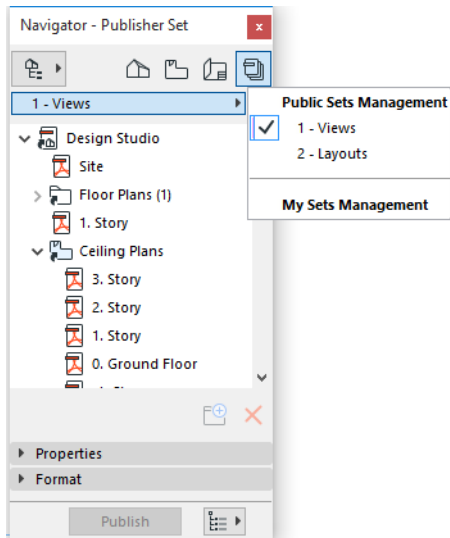 Navigator - Publisher Set
1 - Views
Public Sets Management
1 - Views
2 - Layouts
My Sets Management
Design Studio
Site
Floor Plans (1)
1. Story
Ceiling Plans
3. Story
2. Story
1. Story
0. Ground Floor
Properties
Format
Publish